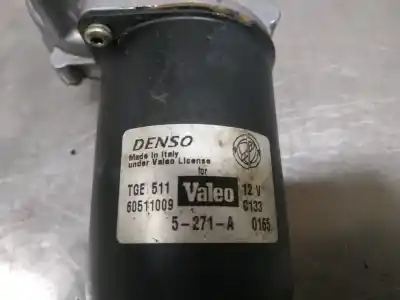 DENSO
Made in Italy
under Valeo License
for
TGE 511 Valeo 12 V
60511009 C133
5-271-A 0165